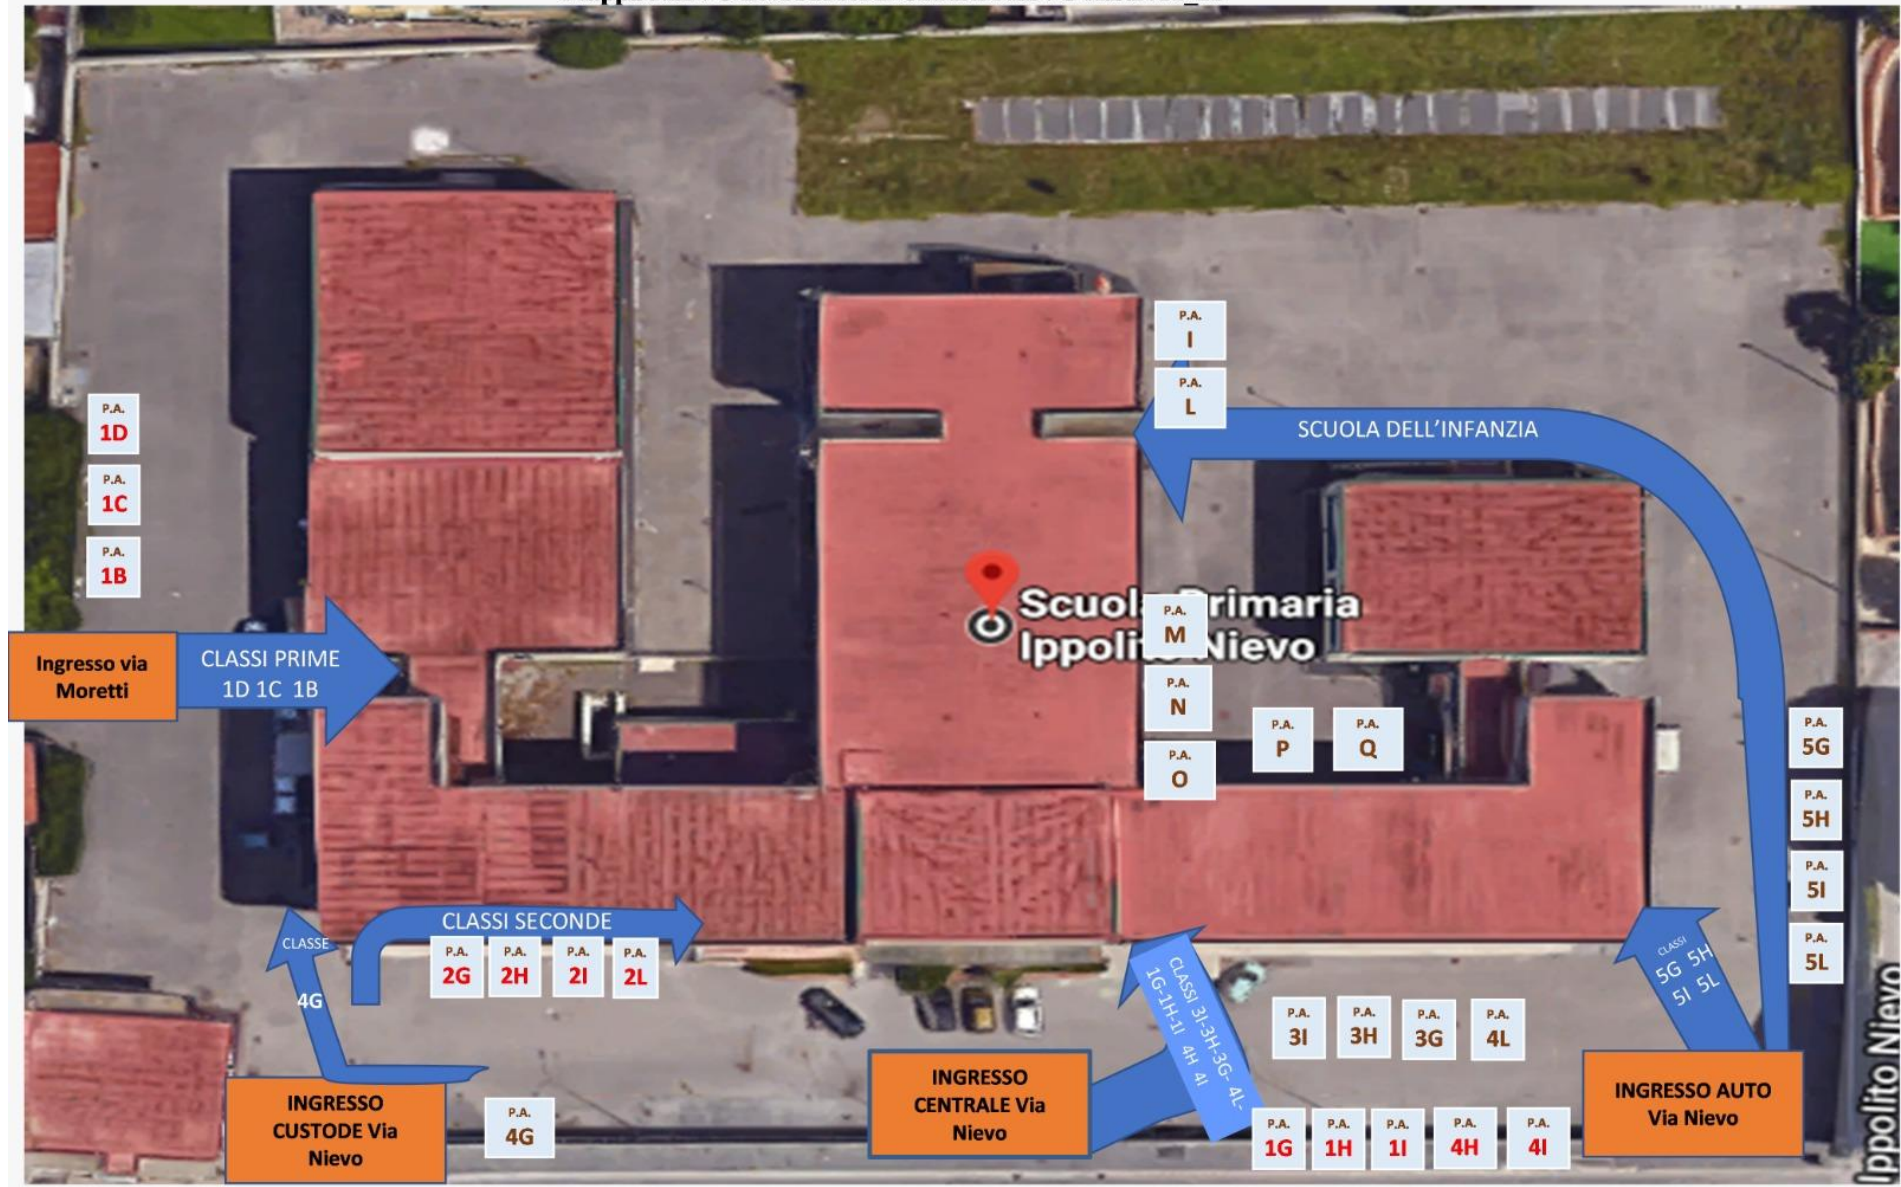 P.A.
I
P.A.
L
SCUOLA DELL'INFANZIA
P.A.
1D
P.A.
1C
P.A.
1B
Ingresso via
Moretti
CLASSI PRIME
1D 1C 1B
Scuola Primaria
Ippolito Nievo
P.A.
M
P.A.
N
P.A.
O
P.A.
P
P.A.
Q
P.A.
5G
P.A.
5H
P.A.
5I
P.A.
5L
CLASSE
4G
CLASSI SECONDE
P.A.
2G
P.A.
2H
P.A.
2I
P.A.
2L
CLASSI 3I-3H-3G- 4L-
1G-1H-1I 4H 4I
P.A.
3I
P.A.
3H
P.A.
3G
P.A.
4L
CLASSI
5G 5H
5I 5L
INGRESSO
CUSTODE Via
Nievo
P.A.
4G
INGRESSO
CENTRALE Via
Nievo
P.A.
1G
P.A.
1H
P.A.
1I
P.A.
4H
P.A.
4I
INGRESSO AUTO
Via Nievo
Ippolito Nievo